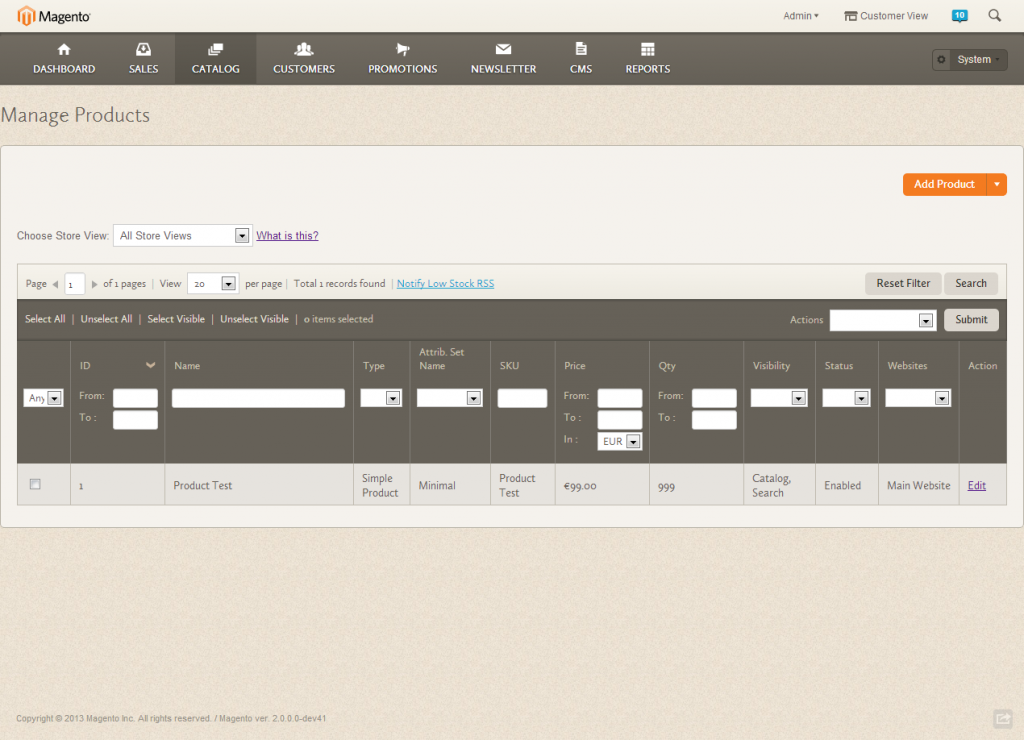 Magento
Admin
Customer View
10
DASHBOARD
SALES
CATALOG
CUSTOMERS
PROMOTIONS
NEWSLETTER
CMS
REPORTS
System
Manage Products
Add Product
Choose Store View: All Store Views What is this?
Page 1 of 1 pages | View 20 per page | Total 1 records found | Notify Low Stock RSS
Reset Filter
Search
Select All | Unselect All | Select Visible | Unselect Visible | 0 items selected
Actions
Submit
ID
Name
Type
Attrib. Set
Name
SKU
Price
Qty
Visibility
Status
Websites
Action
Any
From:
To :
From:
To :
In : EUR
From:
To :
1
Product Test
Simple
Product
Minimal
Product
Test
€99.00
999
Catalog,
Search
Enabled
Main Website
Edit
Copyright © 2013 Magento Inc. All rights reserved. / Magento ver. 2.0.0.0-dev41